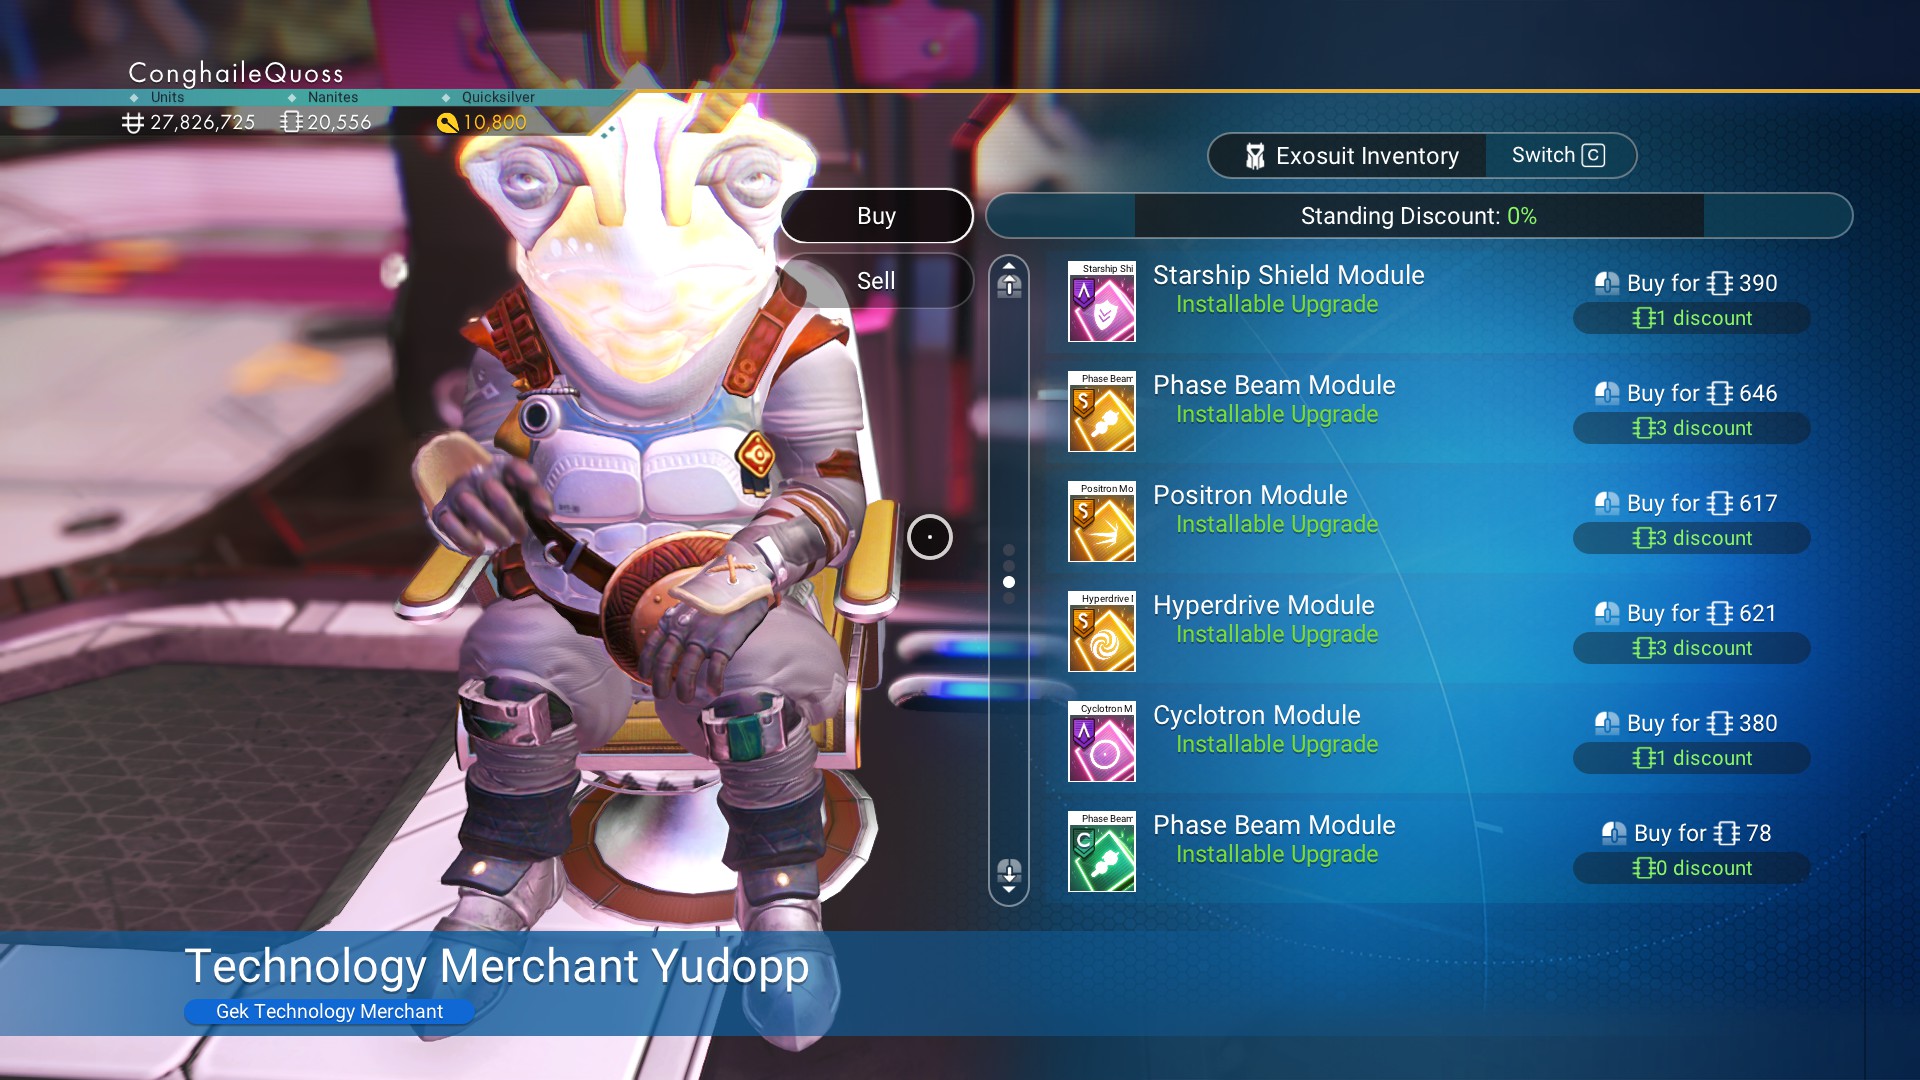 ConghaileQuoss
Units Nanites Quicksilver
27,826,725 20,556 10,800
Exosuit Inventory Switch C
Buy
Standing Discount: 0%
Sell
Starship Shi
Starship Shield Module
Installable Upgrade
Buy for 390
1 discount
Phase Beam
S
Phase Beam Module
Installable Upgrade
Buy for 646
3 discount
Positron Mo
S
Positron Module
Installable Upgrade
Buy for 617
3 discount
Hyperdrive
S
Hyperdrive Module
Installable Upgrade
Buy for 621
3 discount
Cyclotron M
Cyclotron Module
Installable Upgrade
Buy for 380
1 discount
Phase Beam
C
Phase Beam Module
Installable Upgrade
Buy for 78
0 discount
Technology Merchant Yudopp
Gek Technology Merchant